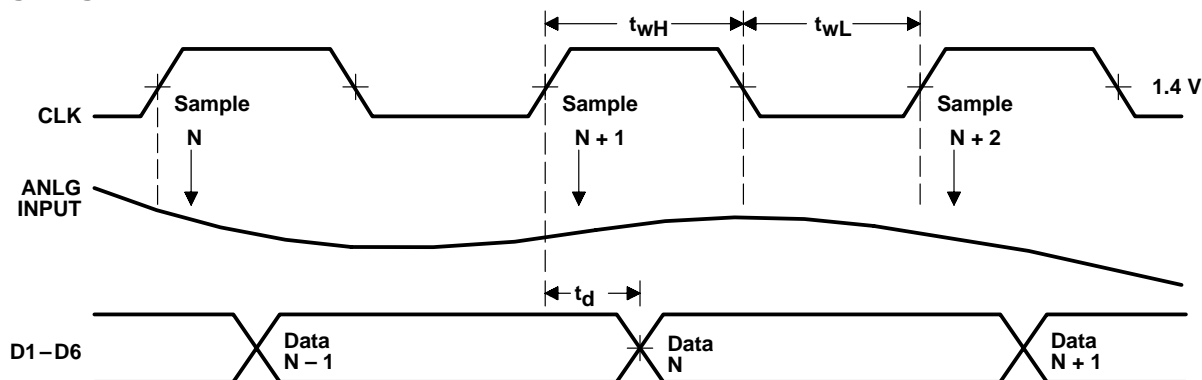 twH
twL
CLK
Sample
N
Sample
N + 1
Sample
N + 2
1.4 V
ANLG
INPUT
td
D1–D6
Data
N – 1
Data
N
Data
N + 1